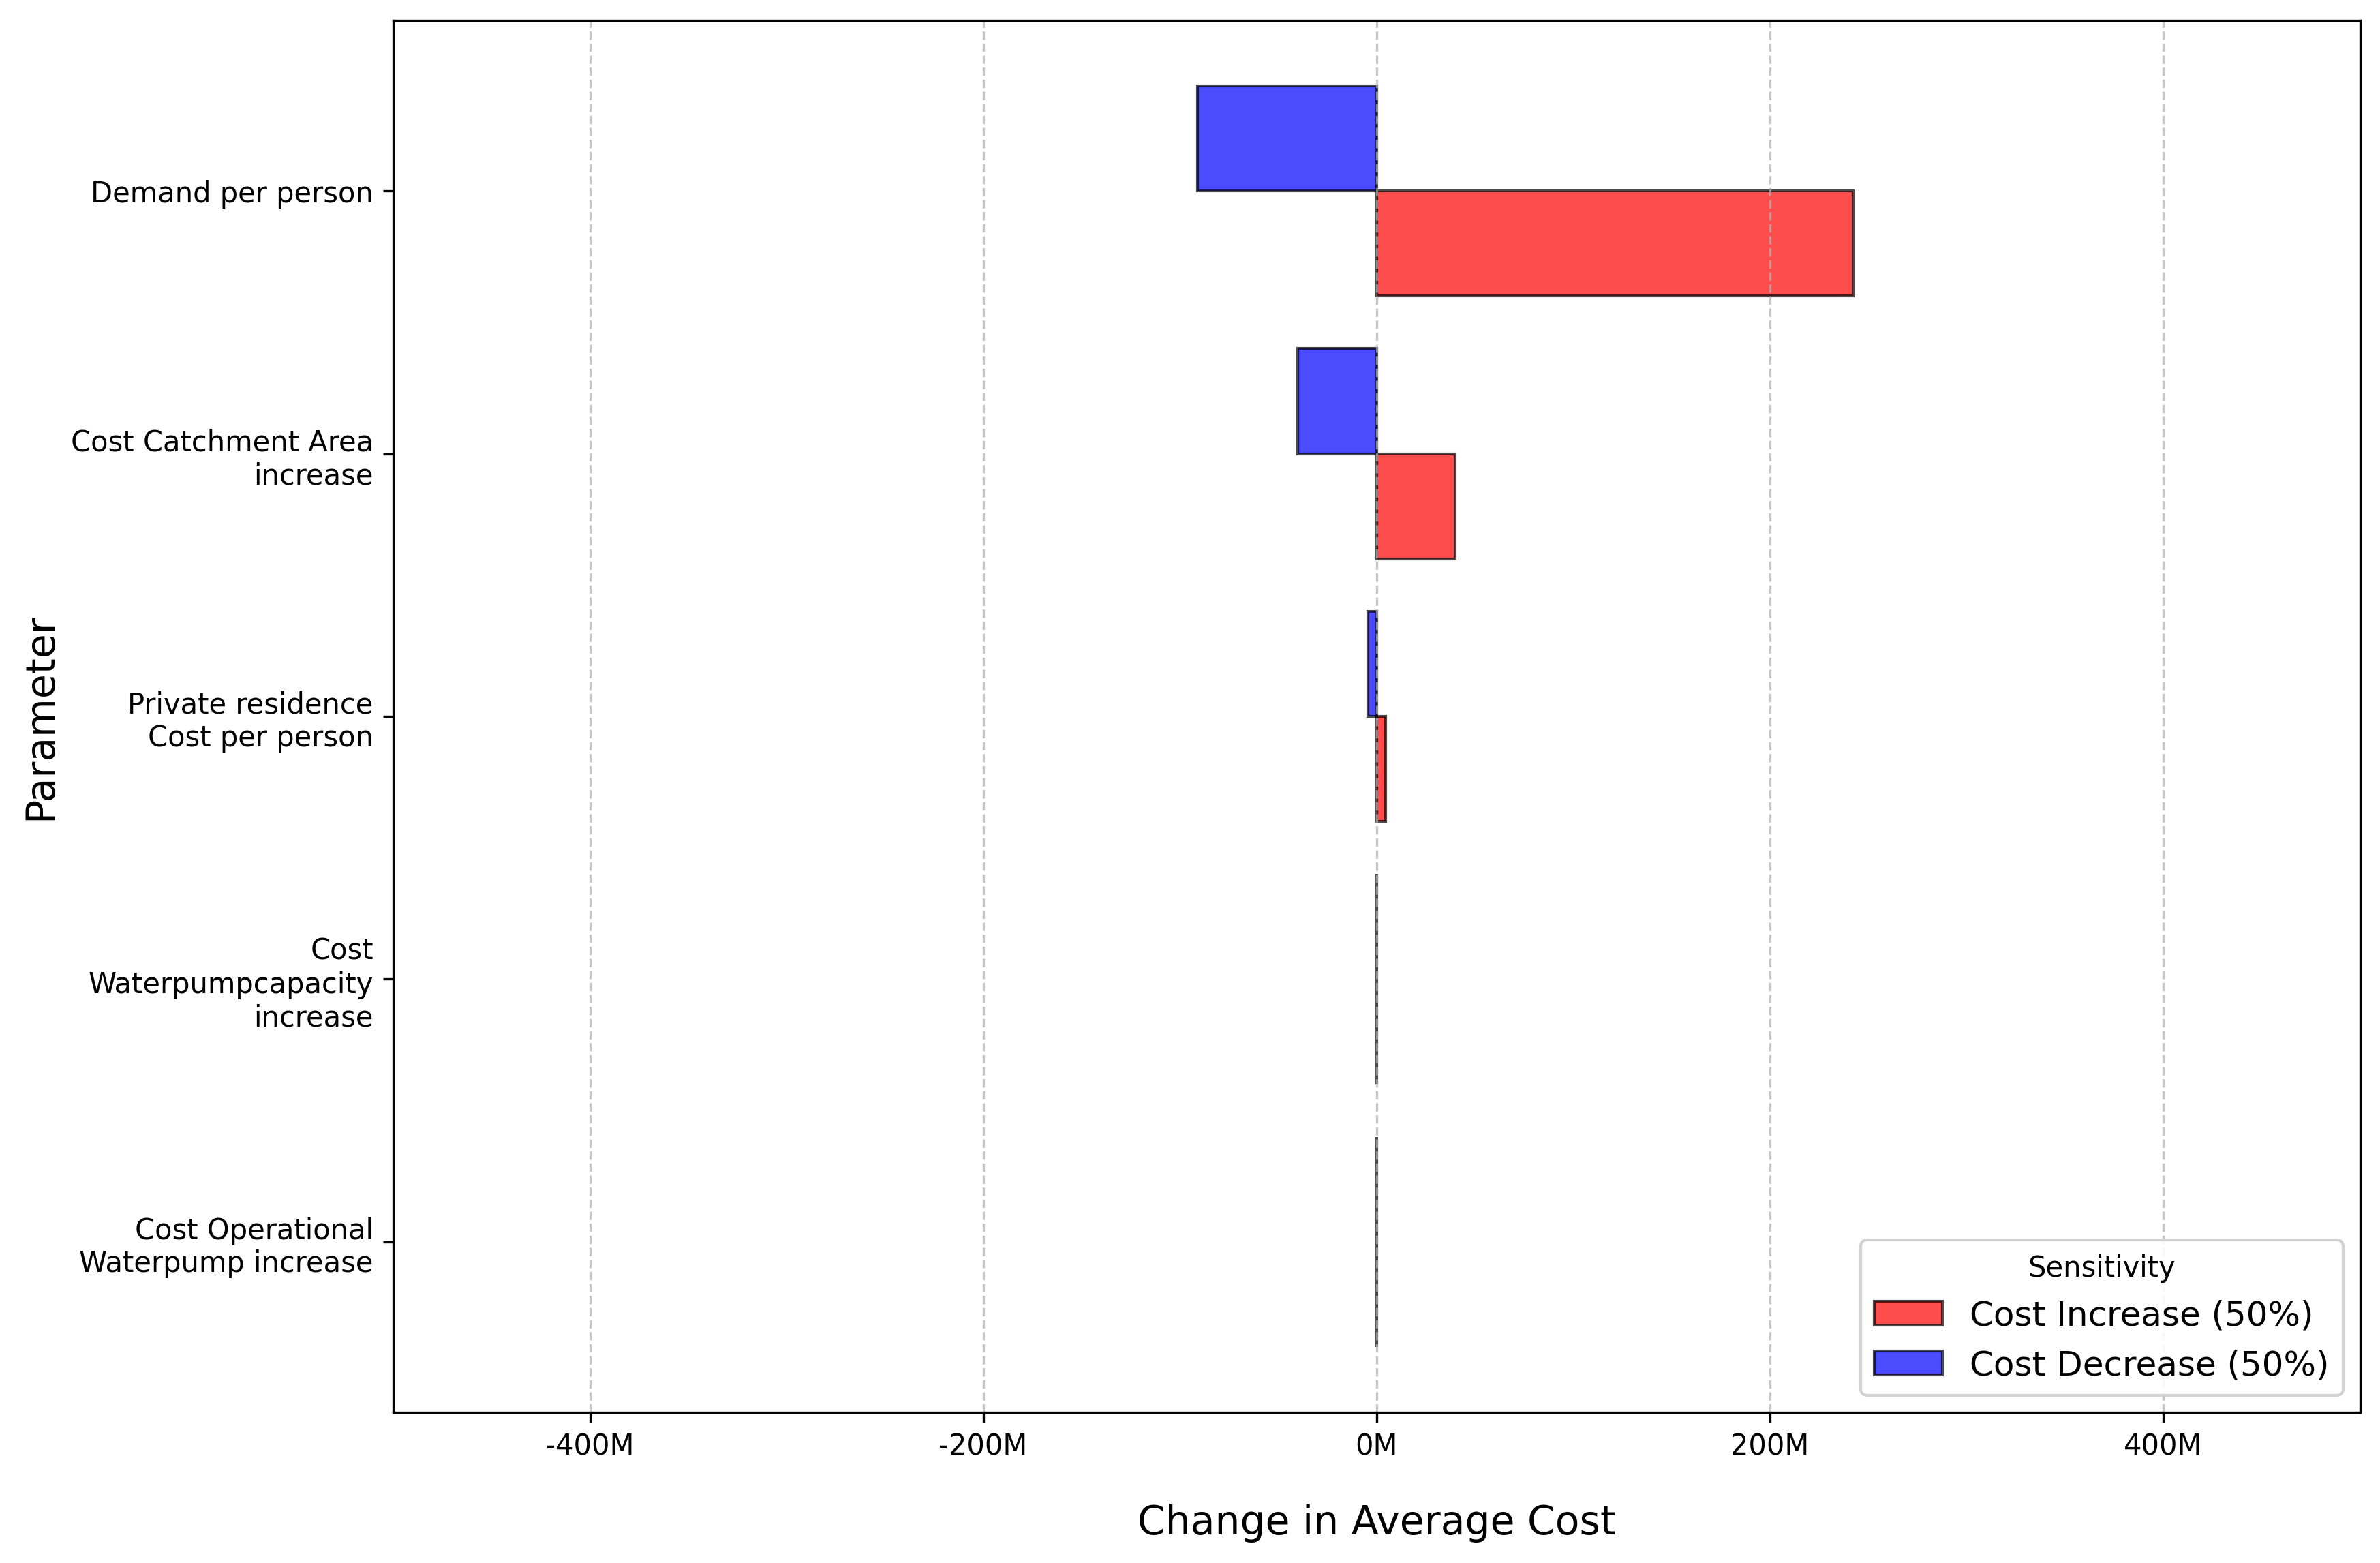 Parameter
Demand per person
Cost Catchment Area
increase
Private residence
Cost per person
Cost
Waterpumpcapacity
increase
Cost Operational
Waterpump increase
Sensitivity
Cost Increase (50%)
Cost Decrease (50%)
-400M
-200M
0M
200M
400M
Change in Average Cost